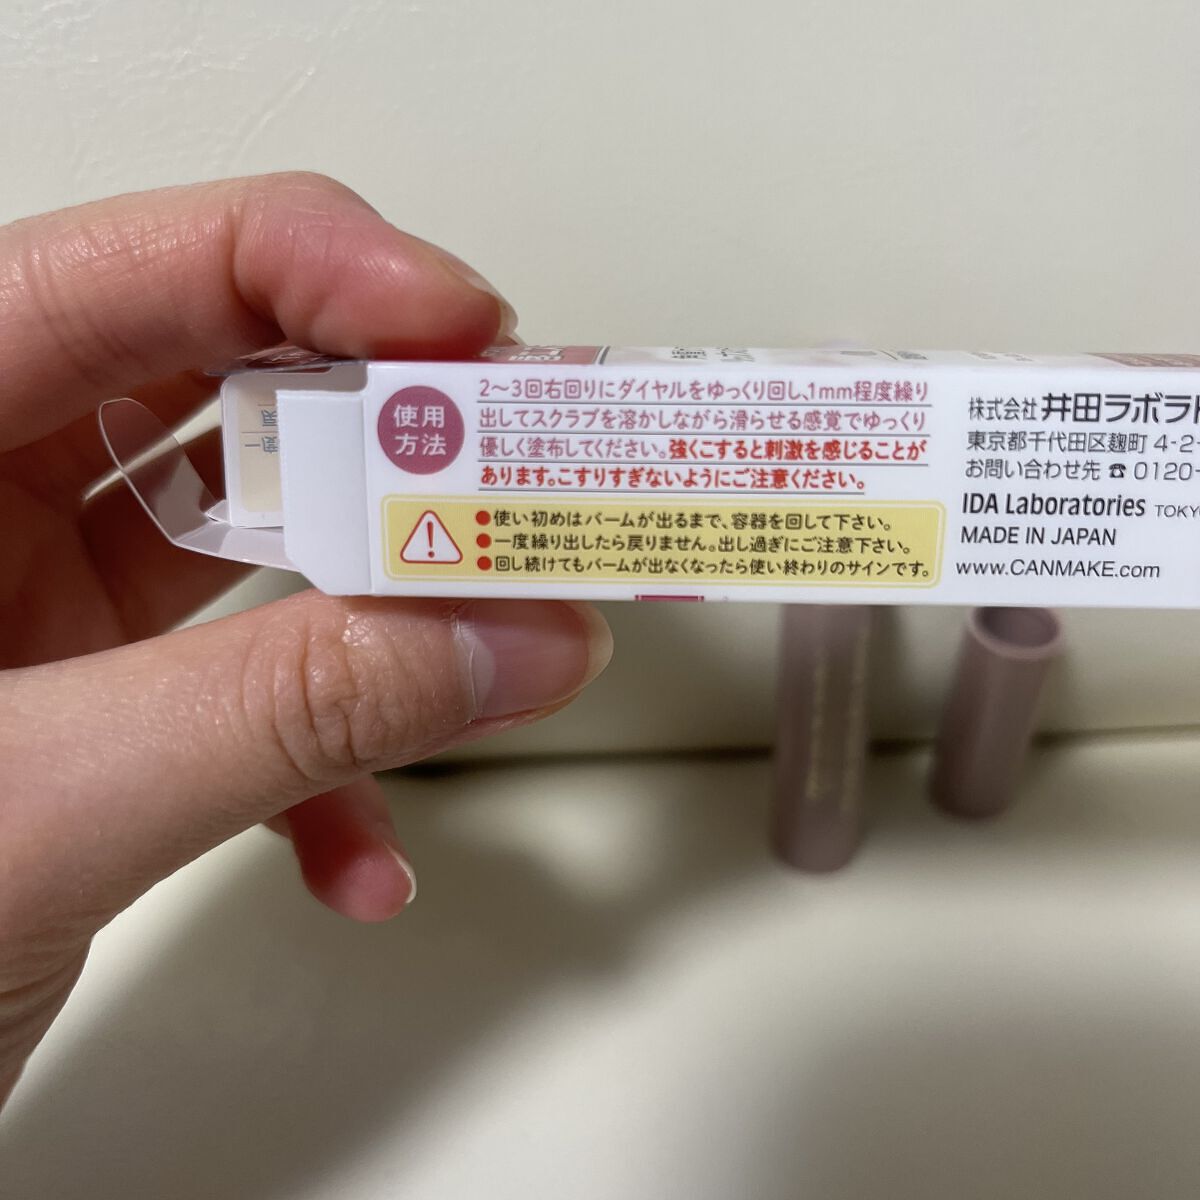 使用
方法
2～3回右回りにダイヤルをゆっくり回し、1mm程度繰り
出してスクラブを溶かしながら滑らせる感覚でゆっくり
優しく塗布してください。強くこすると刺激を感じることが
あります。こすりすぎないようにご注意ください。
●使い初めはバームが出るまで、容器を回して下さい。
●一度繰り出したら戻りません。出し過ぎにご注意下さい。
●回し続けてもバームが出なくなったら使い終わりのサインです。
株式会社 井田ラボラ
東京都千代田区麹町 4-2
お問い合わせ先 ☎ 0120-
IDA Laboratories TOKYO
MADE IN JAPAN
www.CANMAKE.com